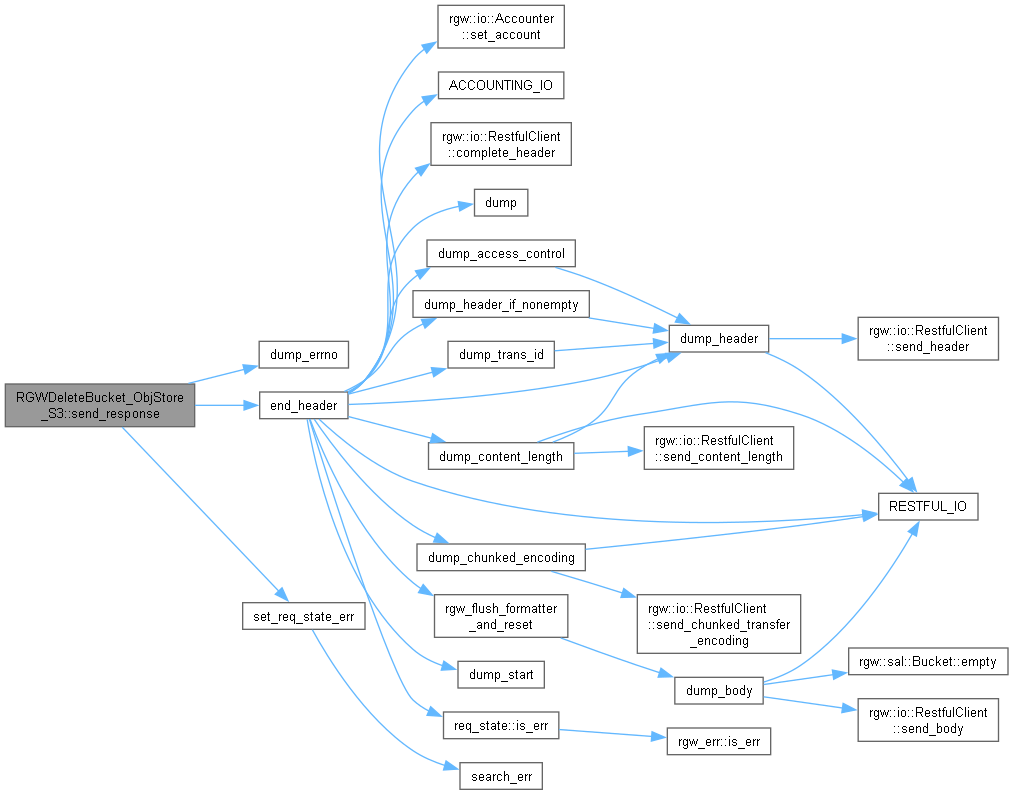 rgw::io::Accounter
::set_account
ACCOUNTING_IO
rgw::io::RestfulClient
::complete_header
dump
dump_access_control
dump_header_if_nonempty
dump_header
rgw::io::RestfulClient
::send_header
dump_errno
dump_trans_id
RGWDeleteBucket_ObjStore
_S3::send_response
end_header
dump_content_length
rgw::io::RestfulClient
::send_content_length
RESTFUL_IO
dump_chunked_encoding
set_req_state_err
rgw_flush_formatter
_and_reset
rgw::io::RestfulClient
::send_chunked_transfer
_encoding
dump_start
dump_body
rgw::sal::Bucket::empty
rgw::io::RestfulClient
::send_body
req_state::is_err
rgw_err::is_err
search_err